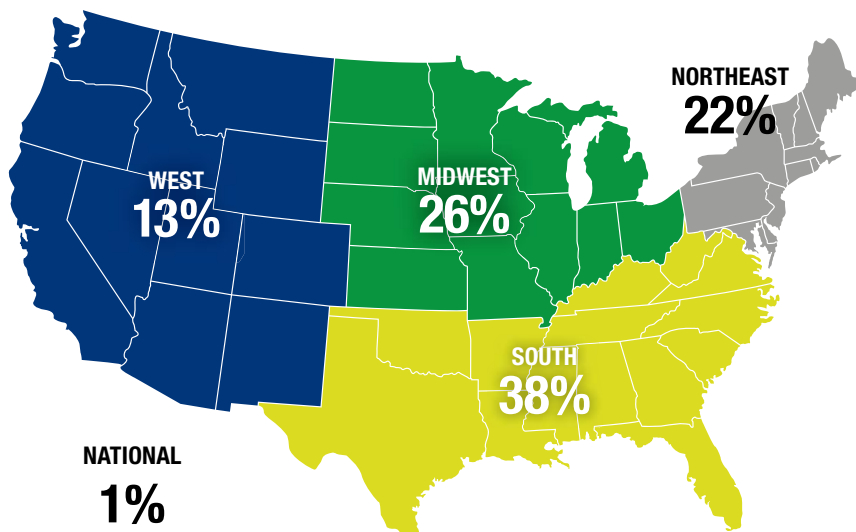 NORTHEAST
22%
WEST
13%
MIDWEST
26%
SOUTH
38%
NATIONAL
1%